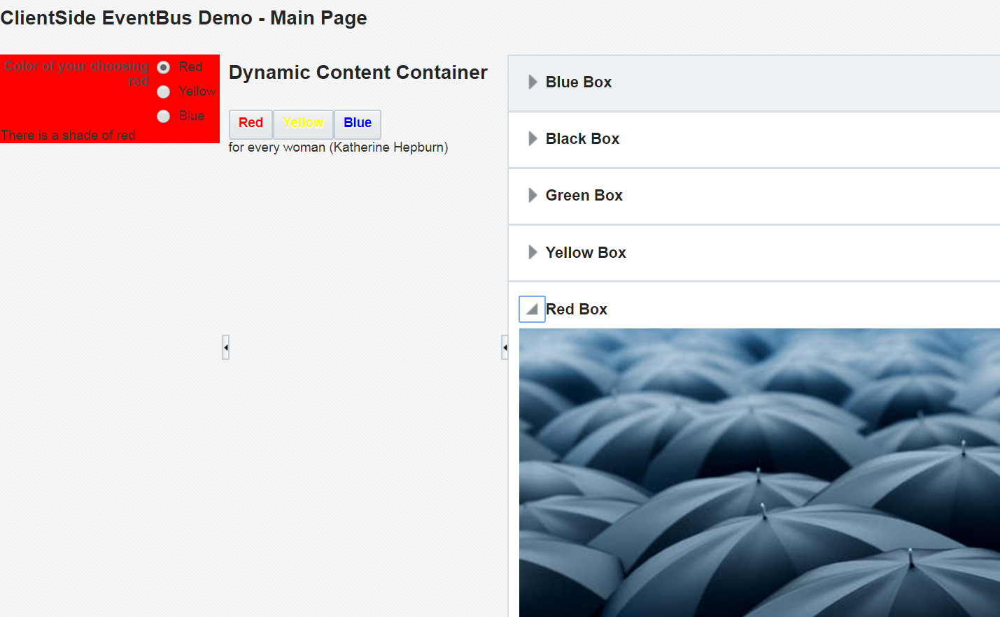 ClientSide EventBus Demo - Main Page
Color of your choosing
red
Red
Yellow
Blue
There is a shade of red
Dynamic Content Container
Red Yellow Blue
for every woman (Katherine Hepburn)
Blue Box
Black Box
Green Box
Yellow Box
Red Box